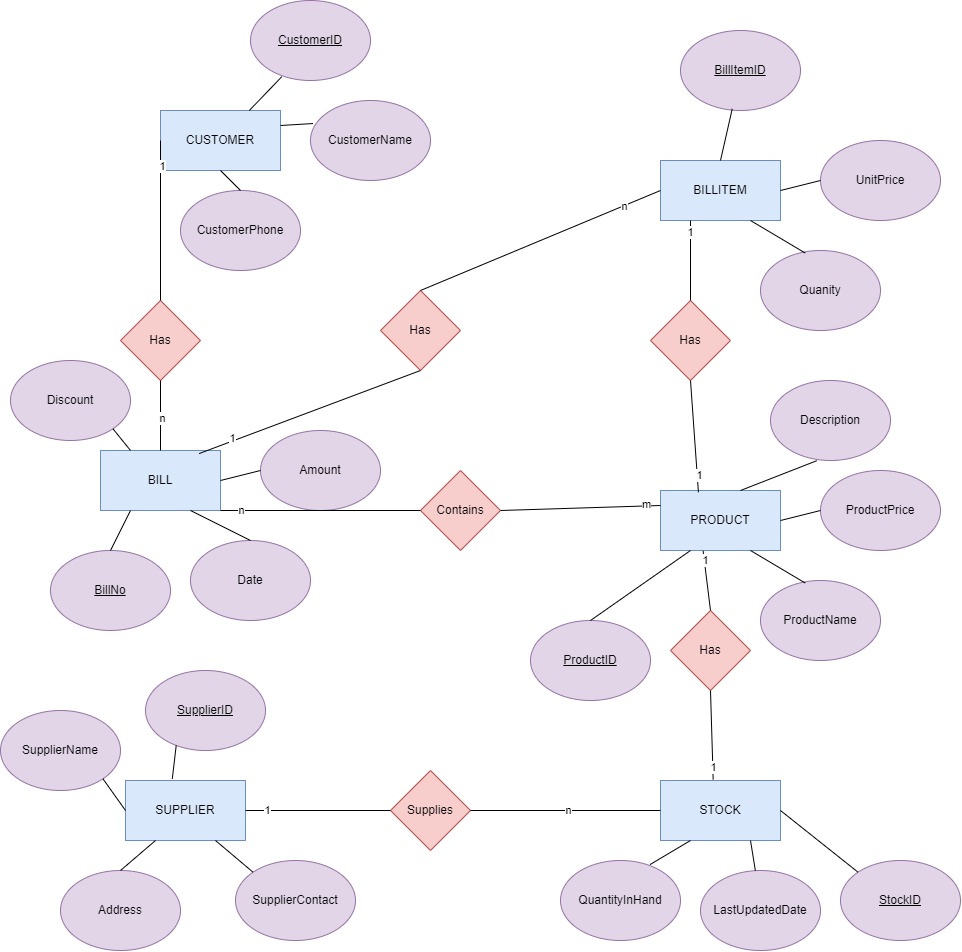 CustomerID
BillItemID
CUSTOMER
CustomerName
1
BILLITEM
UnitPrice
n
CustomerPhone
1
Quanity
Has
Has
Has
Discount
n
Description
1
Amount
1
BILL
n
Contains
m
PRODUCT
ProductPrice
1
BillNo
Date
ProductName
Has
ProductID
SupplierID
SupplierName
1
SUPPLIER
1
Supplies
n
STOCK
Address
SupplierContact
QuantityInHand
LastUpdatedDate
StockID